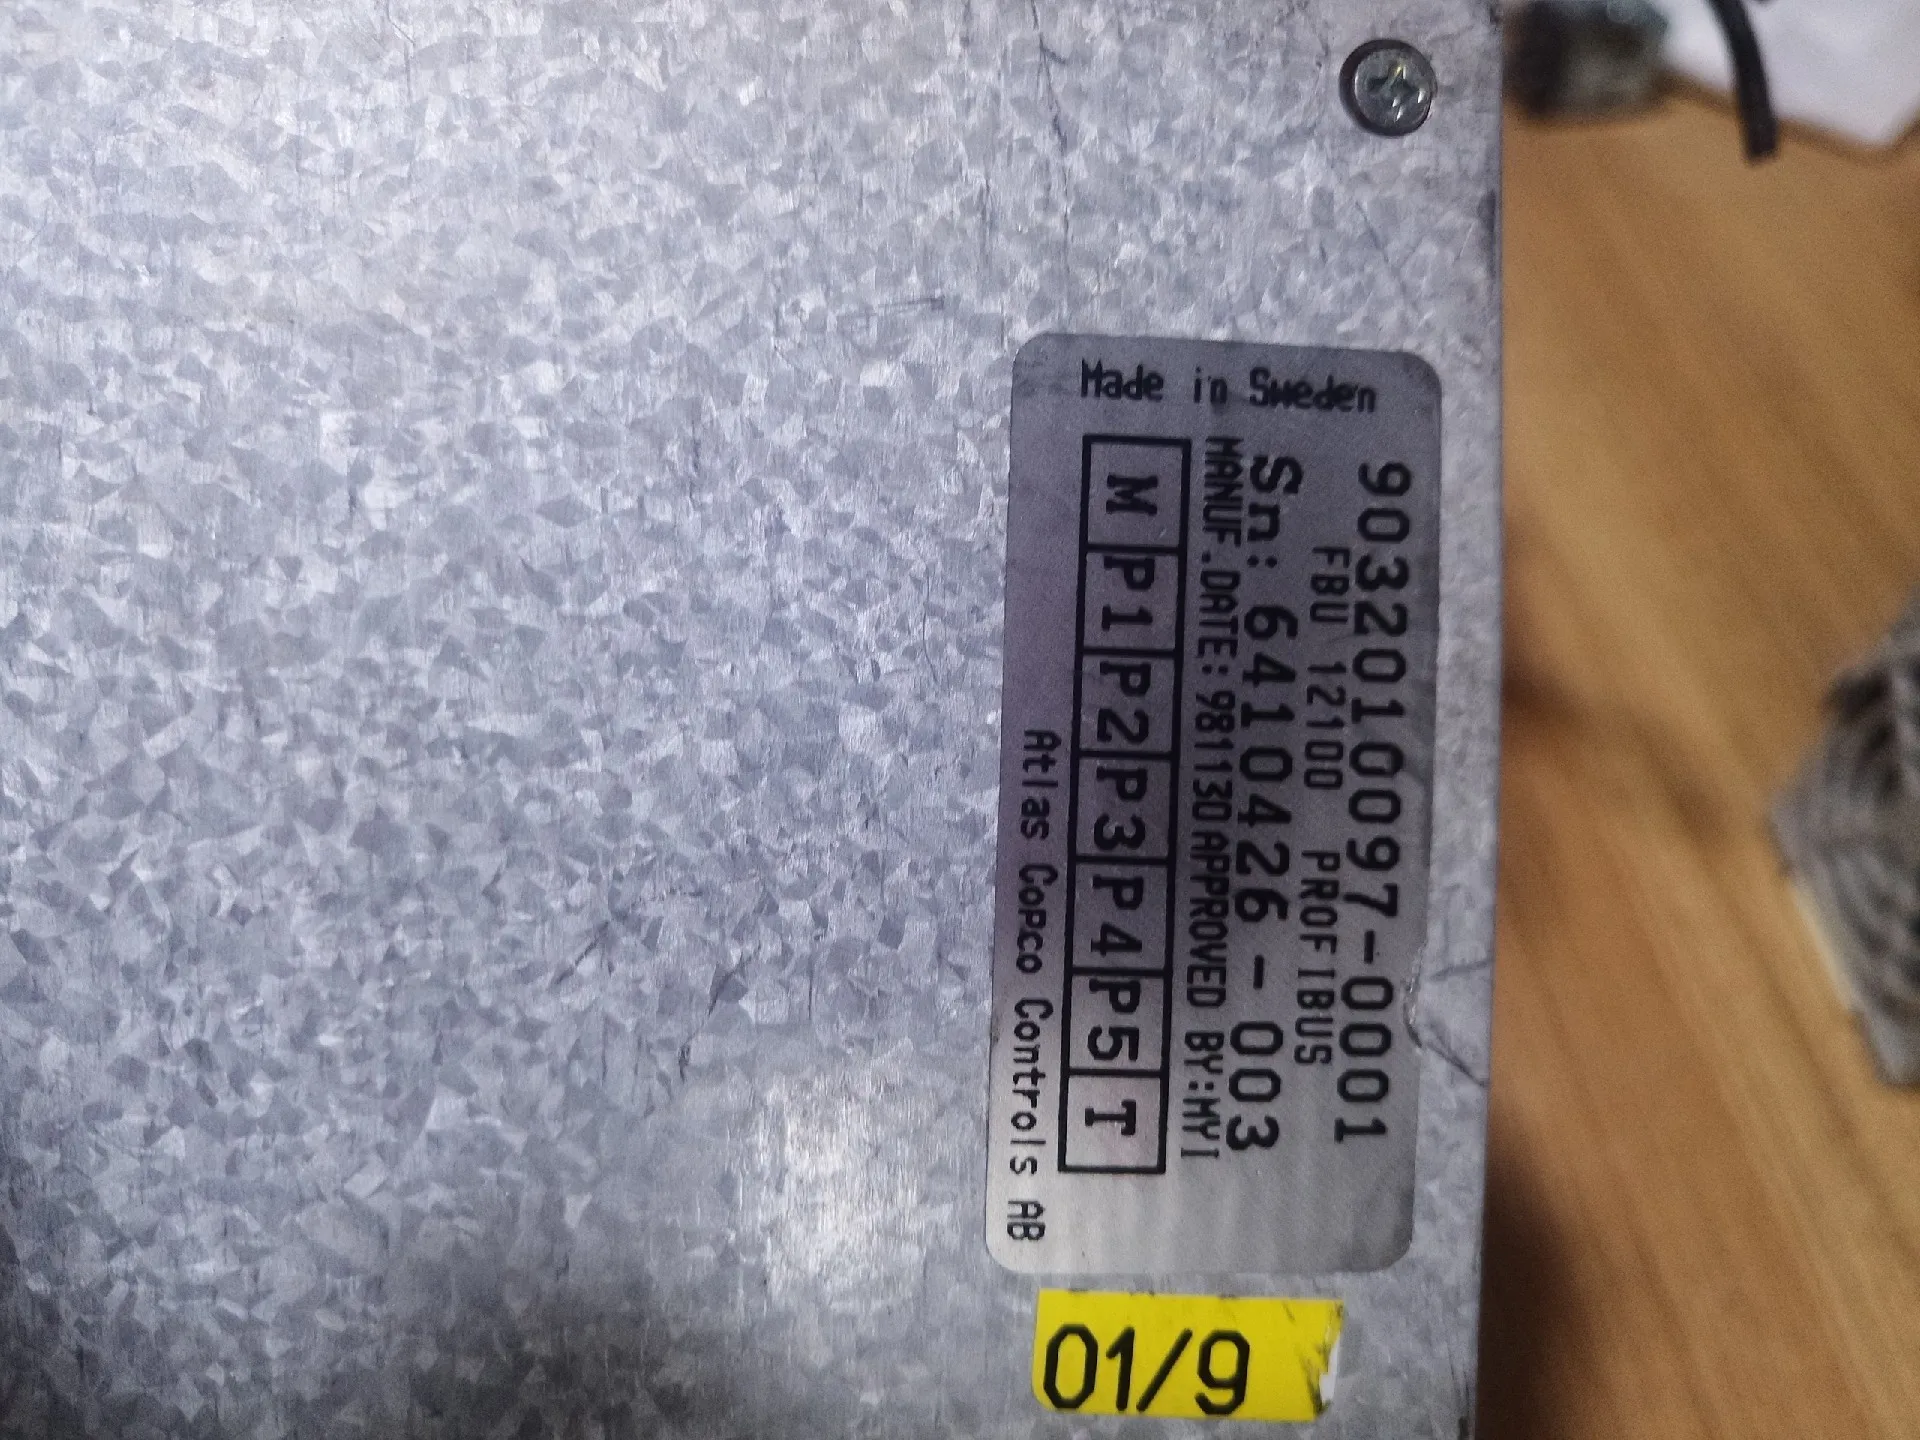 9032010097-0001
FBU 12100 PROFIBUS
Sn: 6410426-003
MANUF.DATE:981130 APPROVED BY:MYI
M P1 P2 P3 P4 P5 T
Made in Sweden
Atlas Copco Controls AB
01/9